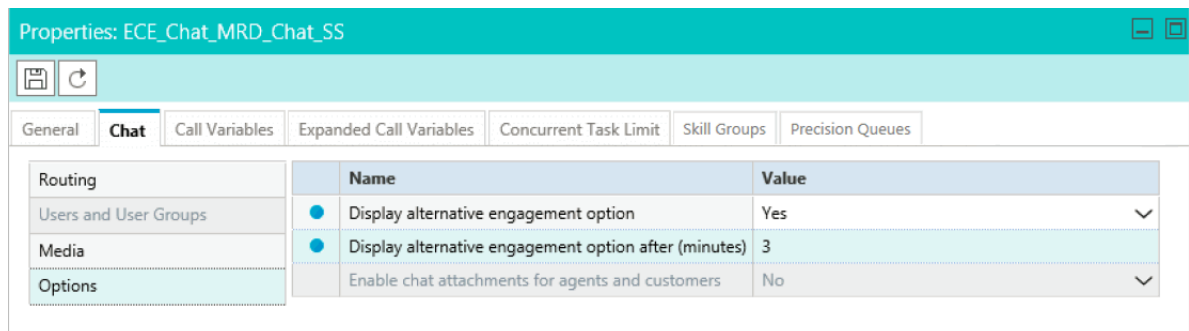 Properties: ECE_Chat_MRD_Chat_SS
General Chat Call Variables Expanded Call Variables Concurrent Task Limit Skill Groups Precision Queues
Routing
Users and User Groups
Media
Options
Name Value
Display alternative engagement option Yes
Display alternative engagement option after (minutes) 3
Enable chat attachments for agents and customers No